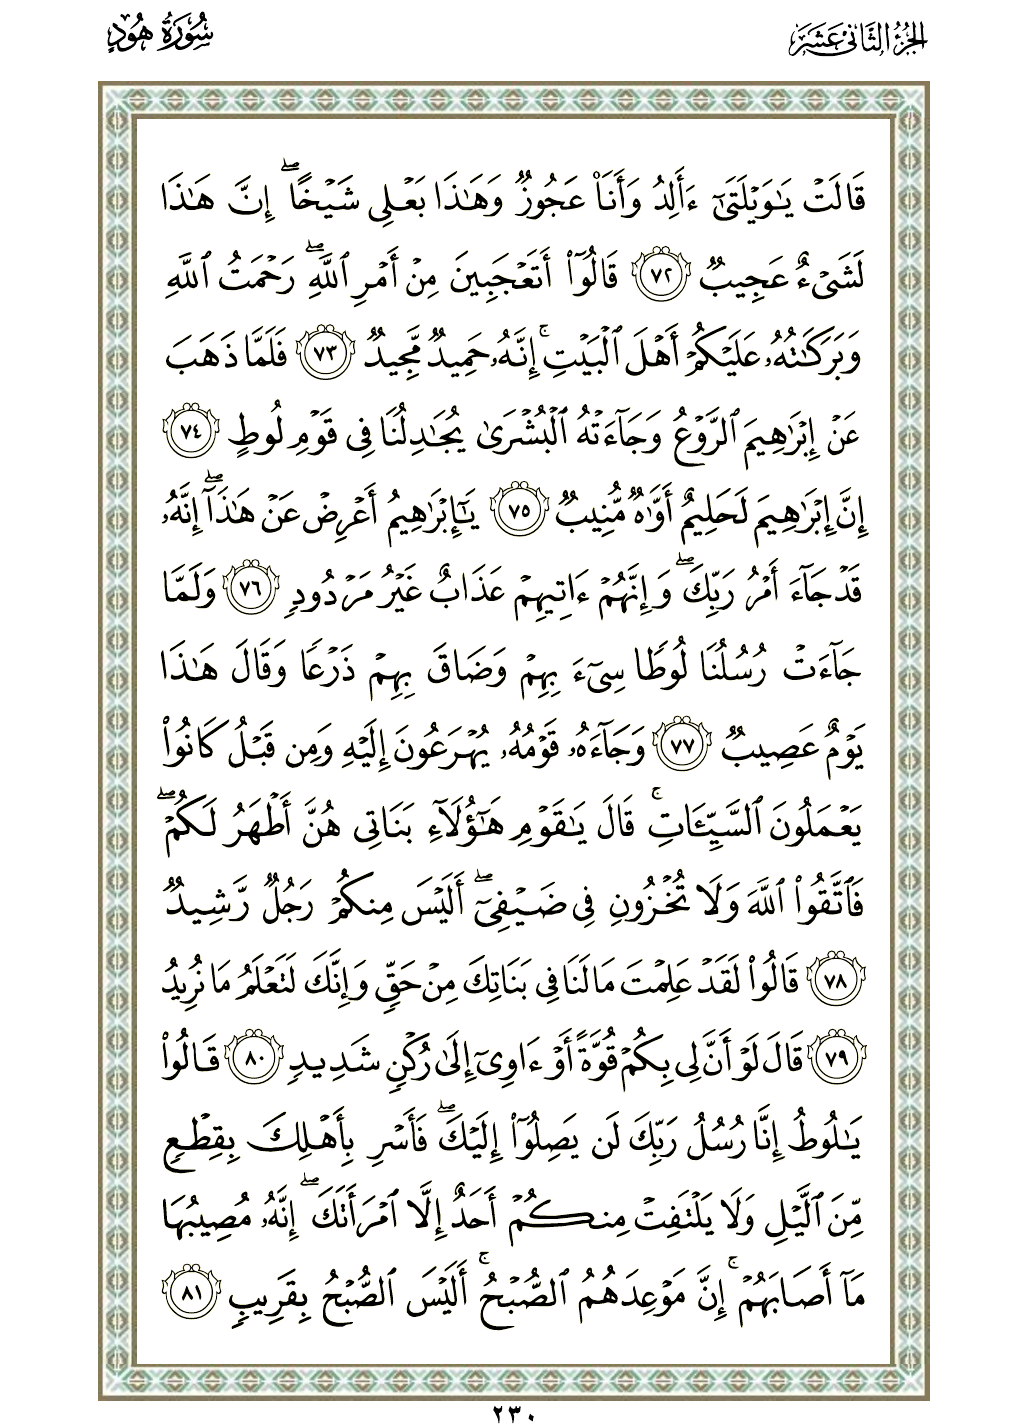 الجزء الثاني عشر
سُورَةُ هُودٍ
قَالَتۡ يَٰوَيۡلَتَىٰٓ ءَأَلِدُ وَأَنَا۠ عَجُوزٞ وَهَٰذَا بَعۡلِي شَيۡخًاۖ إِنَّ هَٰذَا
لَشَيۡءٌ عَجِيبٞ ٧٢ قَالُوٓاْ أَتَعۡجَبِينَ مِنۡ أَمۡرِ ٱللَّهِۖ رَحۡمَتُ ٱللَّهِ
وَبَرَكَٰتُهُۥ عَلَيۡكُمۡ أَهۡلَ ٱلۡبَيۡتِۚ إِنَّهُۥ حَمِيدٞ مَّجِيدٞ ٧٣ فَلَمَّا ذَهَبَ
عَنۡ إِبۡرَٰهِيمَ ٱلرَّوۡعُ وَجَآءَتۡهُ ٱلۡبُشۡرَىٰ يُجَٰدِلُنَا فِي قَوۡمِ لُوطٍ ٧٤
إِنَّ إِبۡرَٰهِيمَ لَحَلِيمٌ أَوَّٰهٞ مُّنِيبٞ ٧٥ يَٰٓإِبۡرَٰهِيمُ أَعۡرِضۡ عَنۡ هَٰذَآۖ إِنَّهُۥ
قَدۡ جَآءَ أَمۡرُ رَبِّكَۖ وَإِنَّهُمۡ ءَاتِيهِمۡ عَذَابٌ غَيۡرُ مَرۡدُودٖ ٧٦ وَلَمَّا
جَآءَتۡ رُسُلُنَا لُوطٗا سِيٓءَ بِهِمۡ وَضَاقَ بِهِمۡ ذَرۡعٗا وَقَالَ هَٰذَا
يَوۡمٌ عَصِيبٞ ٧٧ وَجَآءَهُۥ قَوۡمُهُۥ يُهۡرَعُونَ إِلَيۡهِ وَمِن قَبۡلُ كَانُواْ
يَعۡمَلُونَ ٱلسَّيِّـَٔاتِۚ قَالَ يَٰقَوۡمِ هَٰٓؤُلَآءِ بَنَاتِي هُنَّ أَطۡهَرُ لَكُمۡۖ
فَٱتَّقُواْ ٱللَّهَ وَلَا تُخۡزُونِ فِي ضَيۡفِيٓۖ أَلَيۡسَ مِنكُمۡ رَجُلٞ رَّشِيدٞ
٧٨ قَالُواْ لَقَدۡ عَلِمۡتَ مَا لَنَا فِي بَنَاتِكَ مِنۡ حَقّٖ وَإِنَّكَ لَتَعۡلَمُ مَا نُرِيدُ
٧٩ قَالَ لَوۡ أَنَّ لِي بِكُمۡ قُوَّةً أَوۡ ءَاوِيٓ إِلَىٰ رُكۡنٖ شَدِيدٖ ٨٠ قَالُواْ
يَٰلُوطُ إِنَّا رُسُلُ رَبِّكَ لَن يَصِلُوٓاْ إِلَيۡكَۖ فَأَسۡرِ بِأَهۡلِكَ بِقِطۡعٖ
مِّنَ ٱلَّيۡلِ وَلَا يَلۡتَفِتۡ مِنكُمۡ أَحَدٌ إِلَّا ٱمۡرَأَتَكَۖ إِنَّهُۥ مُصِيبُهَا
مَآ أَصَابَهُمۡۚ إِنَّ مَوۡعِدَهُمُ ٱلصُّبۡحُۚ أَلَيۡسَ ٱلصُّبۡحُ بِقَرِيبٖ ٨١
٢٣٠